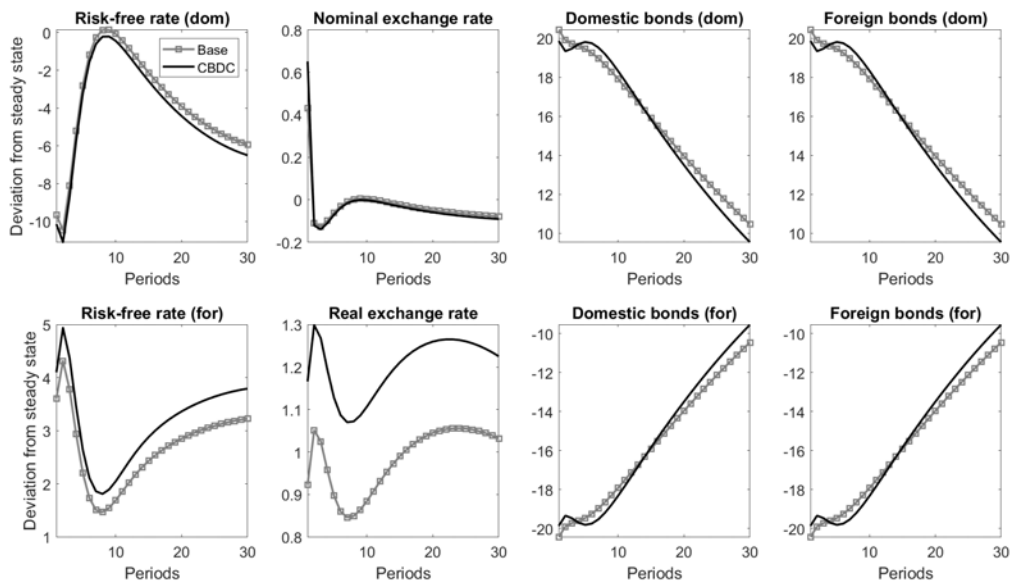 Risk-free rate (dom)
Nominal exchange rate
Domestic bonds (dom)
Foreign bonds (dom)
Deviation from steady state
0
-2
-4
-6
-8
-10
Base
CBDC
10 20 30
Periods
0.8
0.6
0.4
0.2
0
-0.2
10 20 30
Periods
20
18
16
14
12
10
10 20 30
Periods
20
18
16
14
12
10
10 20 30
Periods
Risk-free rate (for)
Real exchange rate
Domestic bonds (for)
Foreign bonds (for)
Deviation from steady state
5
4
3
2
1
10 20 30
Periods
1.3
1.2
1.1
1
0.9
0.8
10 20 30
Periods
-10
-12
-14
-16
-18
-20
10 20 30
Periods
-10
-12
-14
-16
-18
-20
10 20 30
Periods